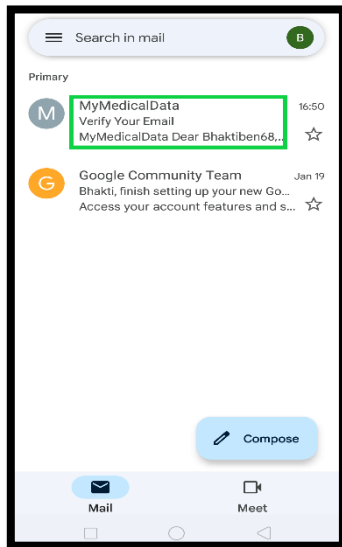 Search in mail
B
Primary
M
MyMedicalData
16:50
Verify Your Email
MyMedicalData Dear Bhaktiben68,..
G
Google Community Team
Jan 19
Bhakti, finish setting up your new Go...
Access your account features and s...
Compose
Mail
Meet